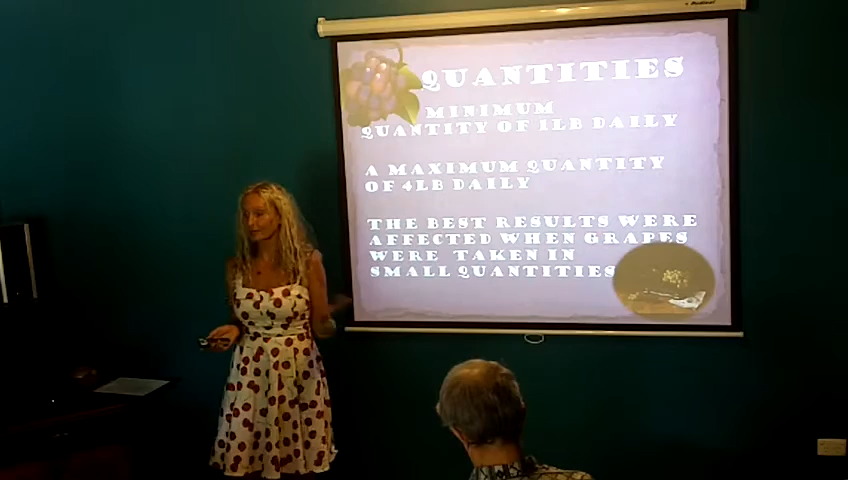 QUANTITIES
MINIMUM
QUANTITY OF 1LB DAILY
A MAXIMUM QUANTITY
OF 4LB DAILY
THE BEST RESULTS WERE
AFFECTED WHEN GRAPES
WERE TAKEN IN
SMALL QUANTITIES